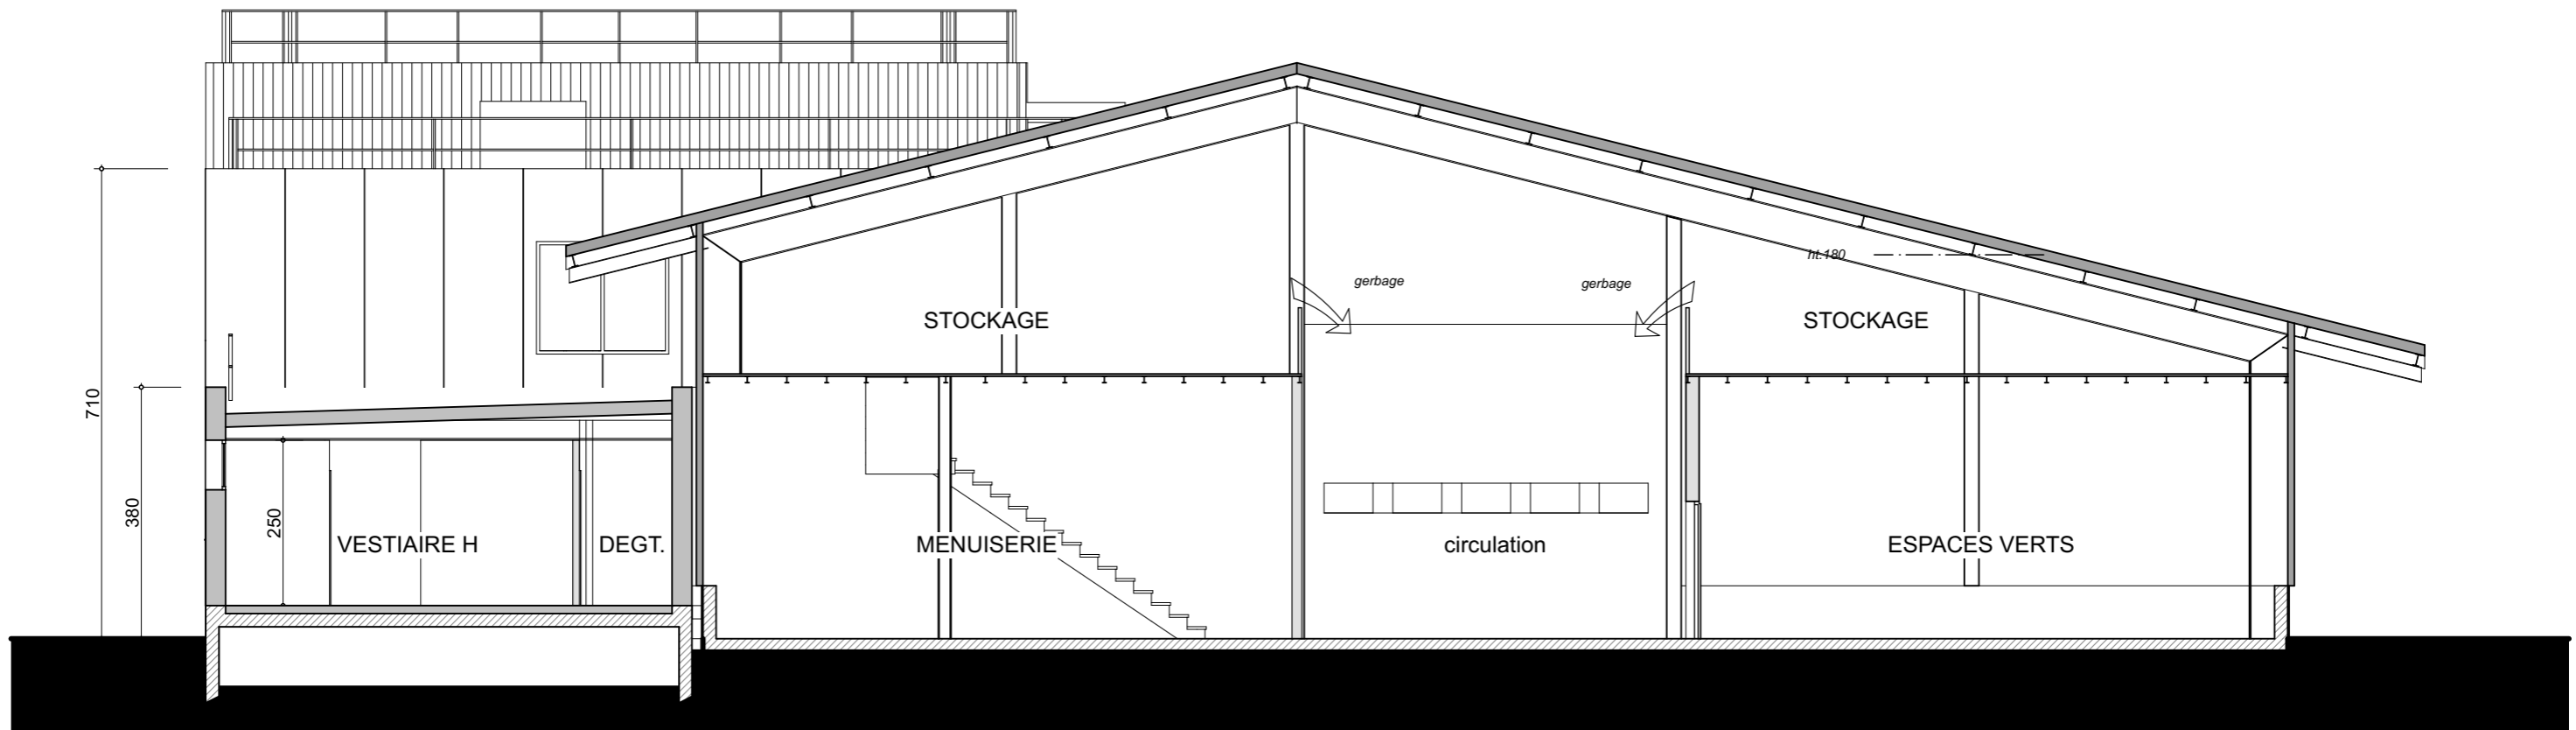 ht.180
gerbage
gerbage
STOCKAGE
STOCKAGE
710
380
250
VESTIAIRE H
DEGT.
MENUISERIE
circulation
ESPACES VERTS